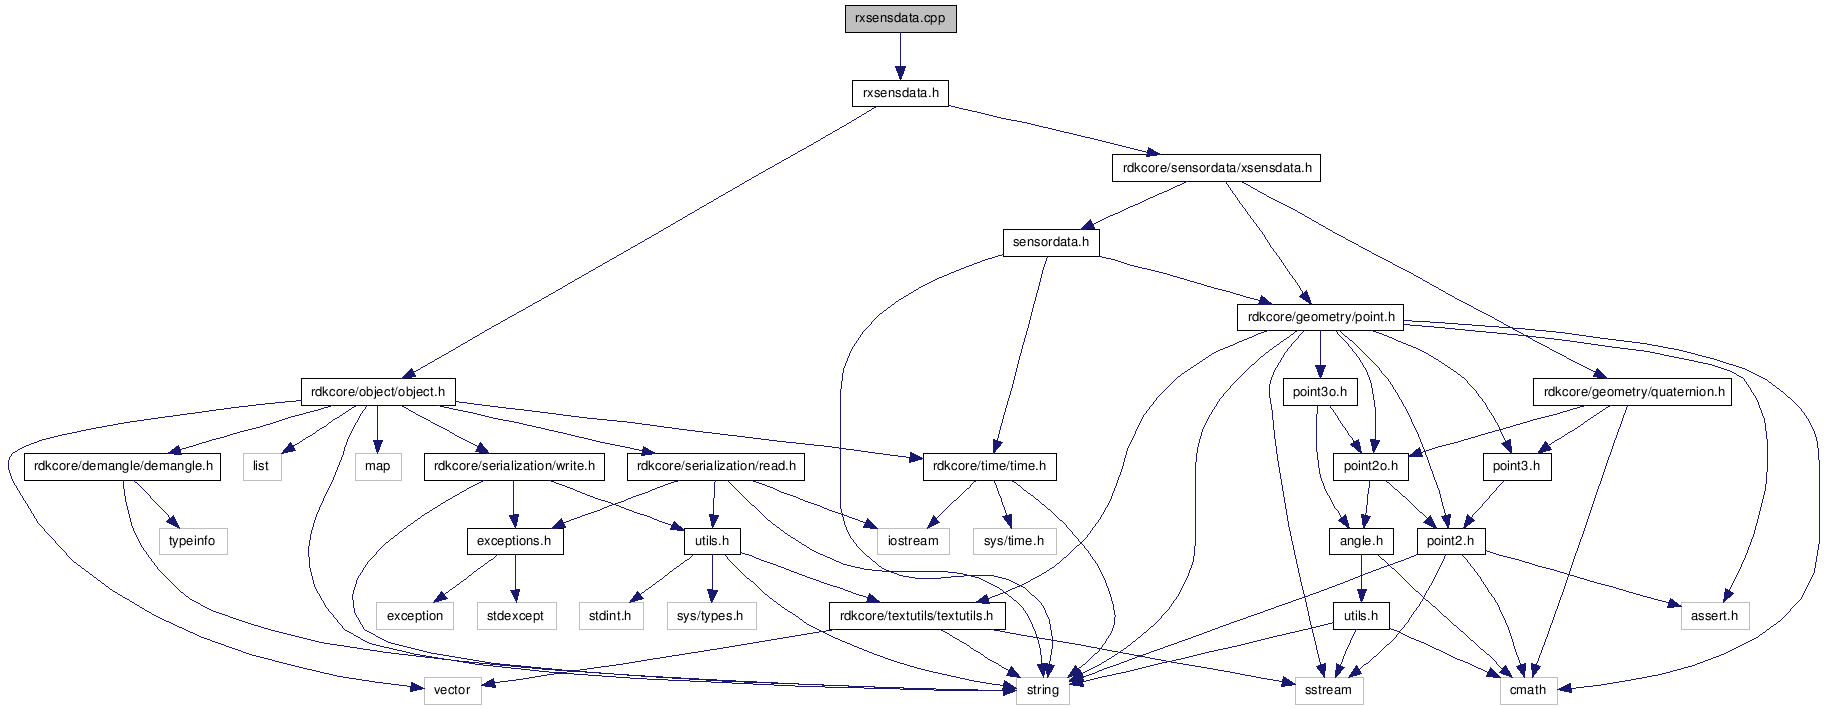 rxsensdata.cpp
rxsensdata.h
rdkcore/sensordata/xsensdata.h
sensordata.h
rdkcore/geometry/point.h
rdkcore/object/object.h
point3o.h
rdkcore/geometry/quaternion.h
rdkcore/demangle/demangle.h
list
map
rdkcore/serialization/write.h
rdkcore/serialization/read.h
rdkcore/time/time.h
point2o.h
point3.h
typeinfo
exceptions.h
utils.h
iostream
sys/time.h
angle.h
point2.h
exception
stdexcept
stdint.h
sys/types.h
rdkcore/textutils/textutils.h
utils.h
assert.h
vector
string
sstream
cmath